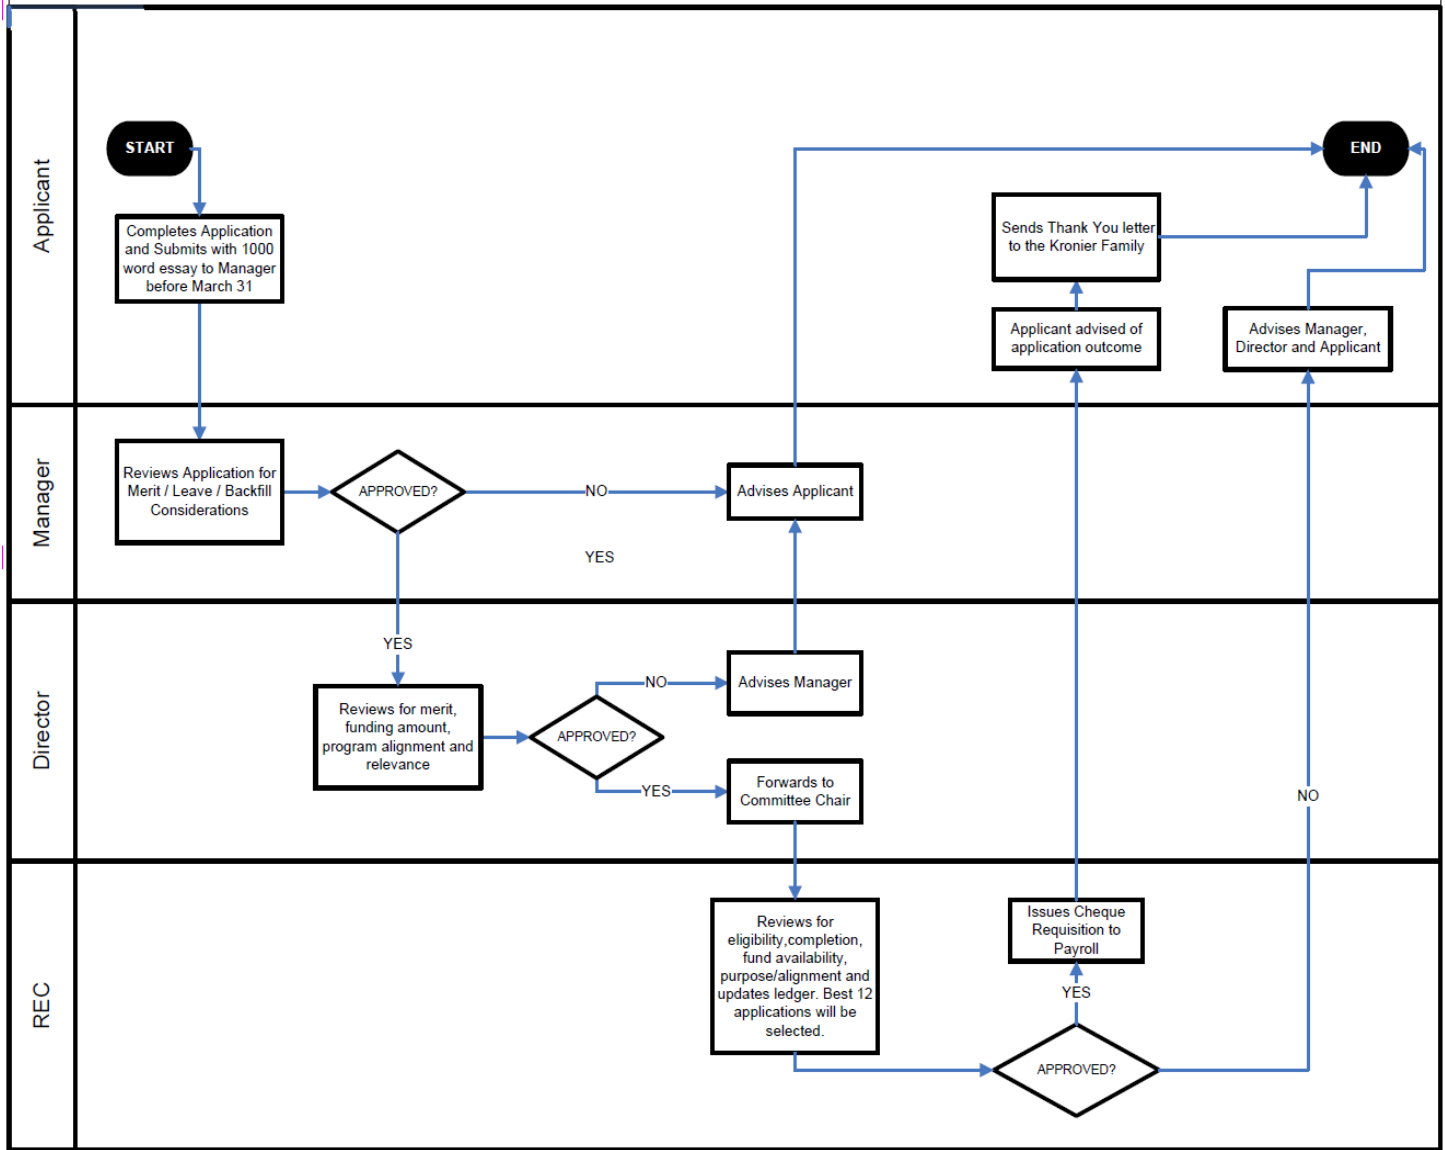 Applicant
START
END
Completes Application
and Submits with 1000
word essay to Manager
before March 31
Sends Thank You letter
to the Kronier Family
Applicant advised of
application outcome
Advises Manager,
Director and Applicant
Manager
Reviews Application for
Merit / Leave / Backfill
Considerations
APPROVED?
NO
Advises Applicant
YES
Director
YES
Reviews for merit,
funding amount,
program alignment and
relevance
APPROVED?
NO
Advises Manager
YES
Forwards to
Committee Chair
NO
REC
Reviews for
eligibility,completion,
fund availability,
purpose/alignment and
updates ledger. Best 12
applications will be
selected.
Issues Cheque
Requisition to
Payroll
YES
APPROVED?